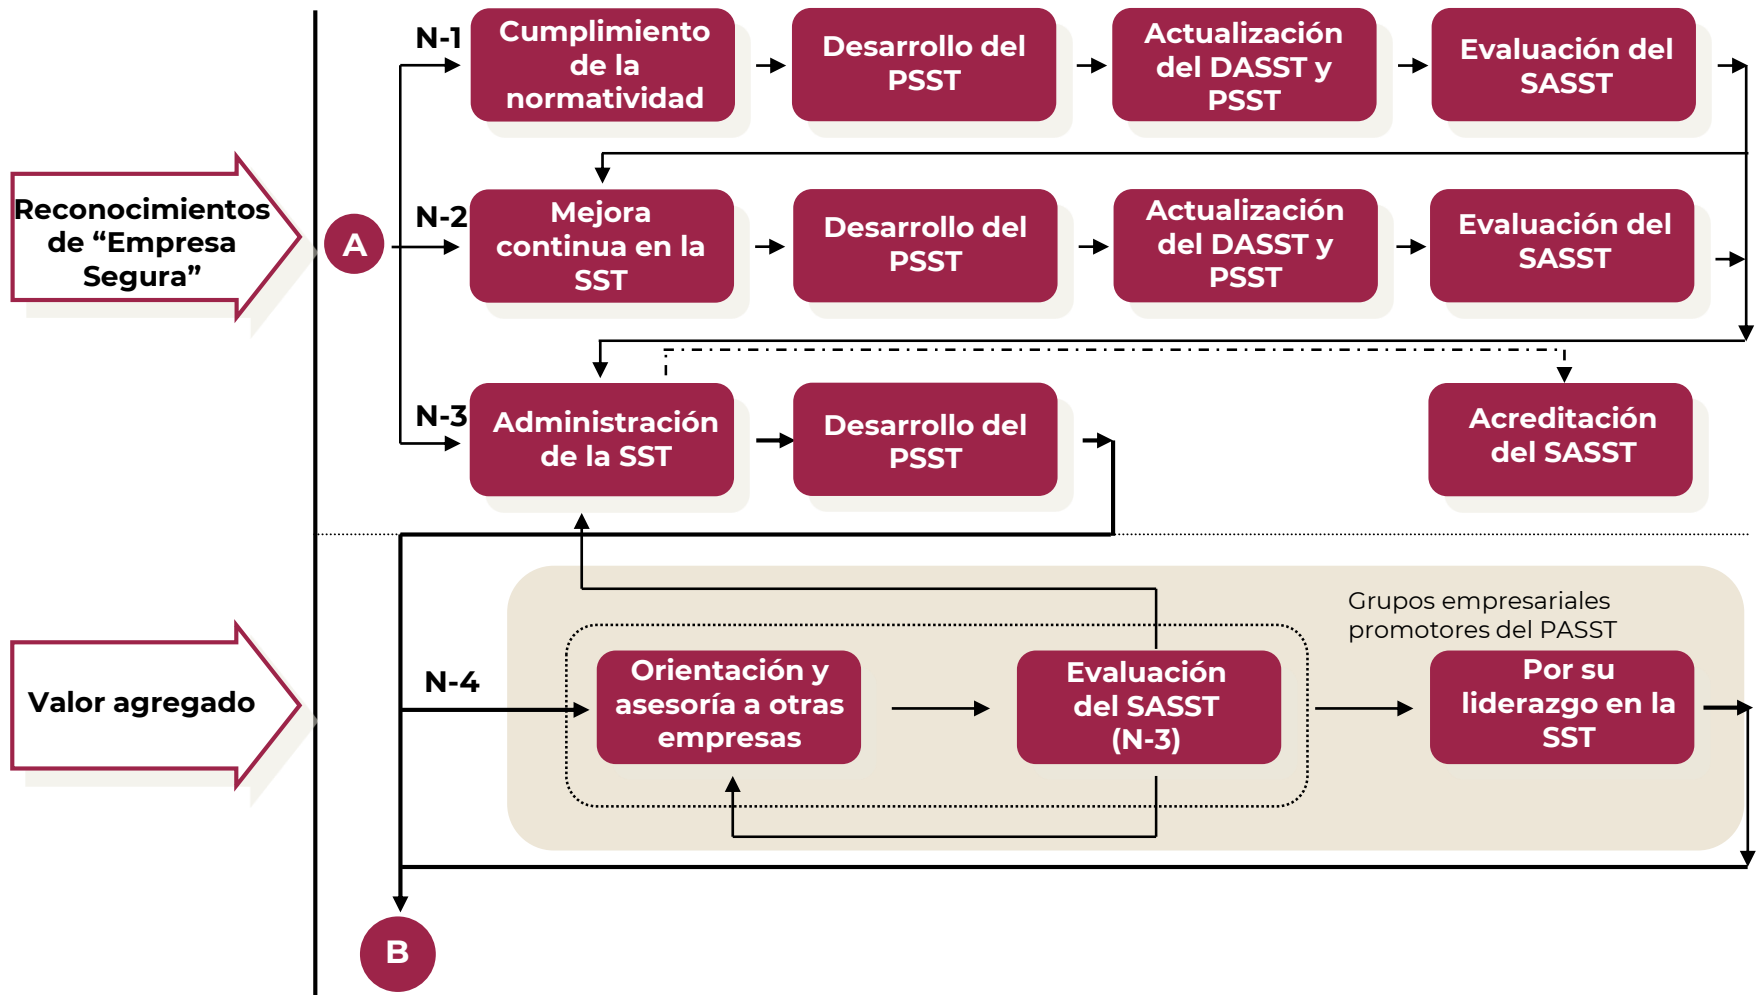 N-1
Cumplimiento
de la
normatividad
Desarrollo del
PSST
Actualización
del DASST y
PSST
Evaluación del
SASST
Reconocimientos
de “Empresa
Segura”
A
N-2
Mejora
continua en la
SST
Desarrollo del
PSST
Actualización
del DASST y
PSST
Evaluación del
SASST
N-3
Administración
de la SST
Desarrollo del
PSST
Acreditación
del SASST
Valor agregado
Grupos empresariales
promotores del PASST
N-4
Orientación y
asesoría a otras
empresas
Evaluación
del SASST
(N-3)
Por su
liderazgo en la
SST
B